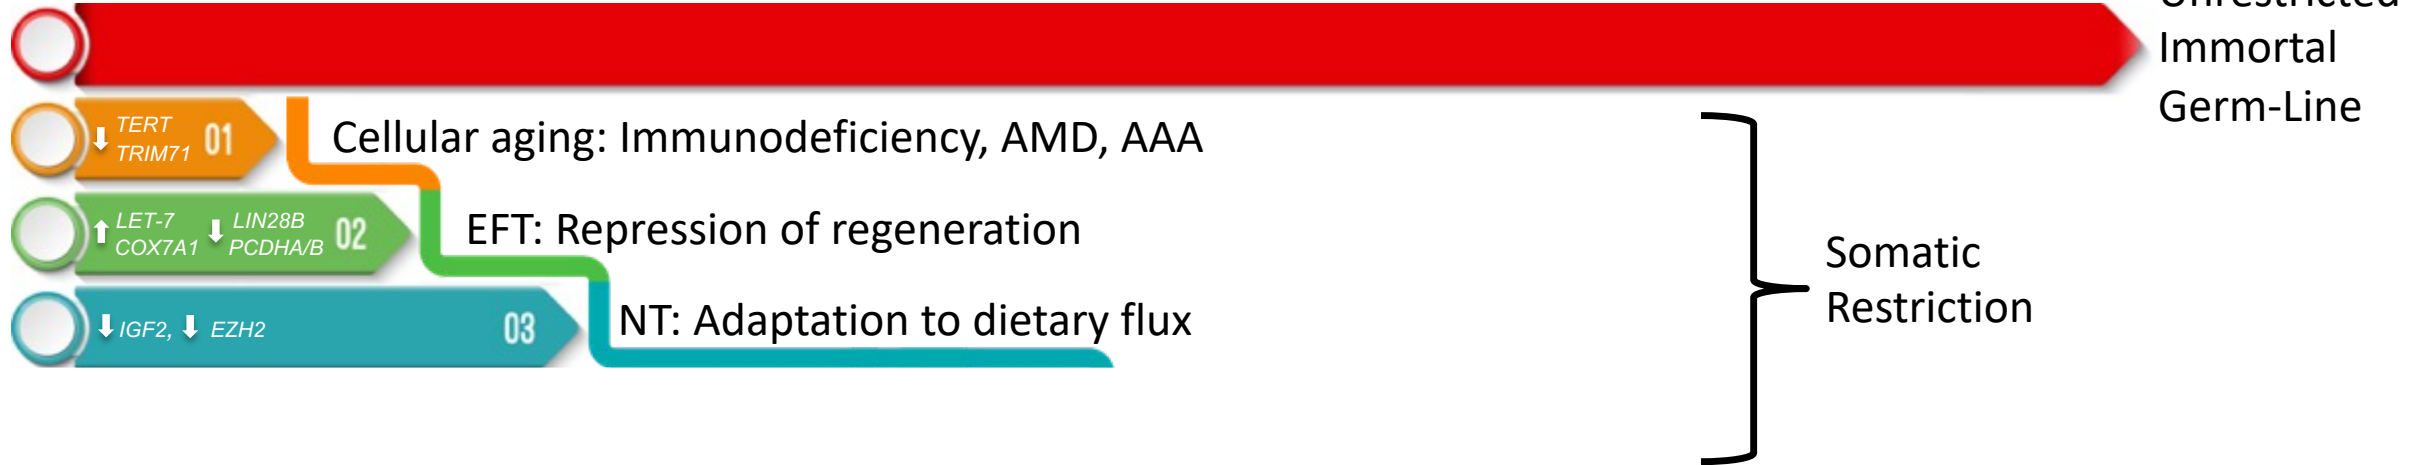 Unrestricted
Immortal
Germ-Line
TERT
TRIM71
01
Cellular aging: Immunodeficiency, AMD, AAA
LET-7
COX7A1
LIN28B
PCDHA/B
02
EFT: Repression of regeneration
IGF2, EZH2
03
NT: Adaptation to dietary flux
Somatic
Restriction